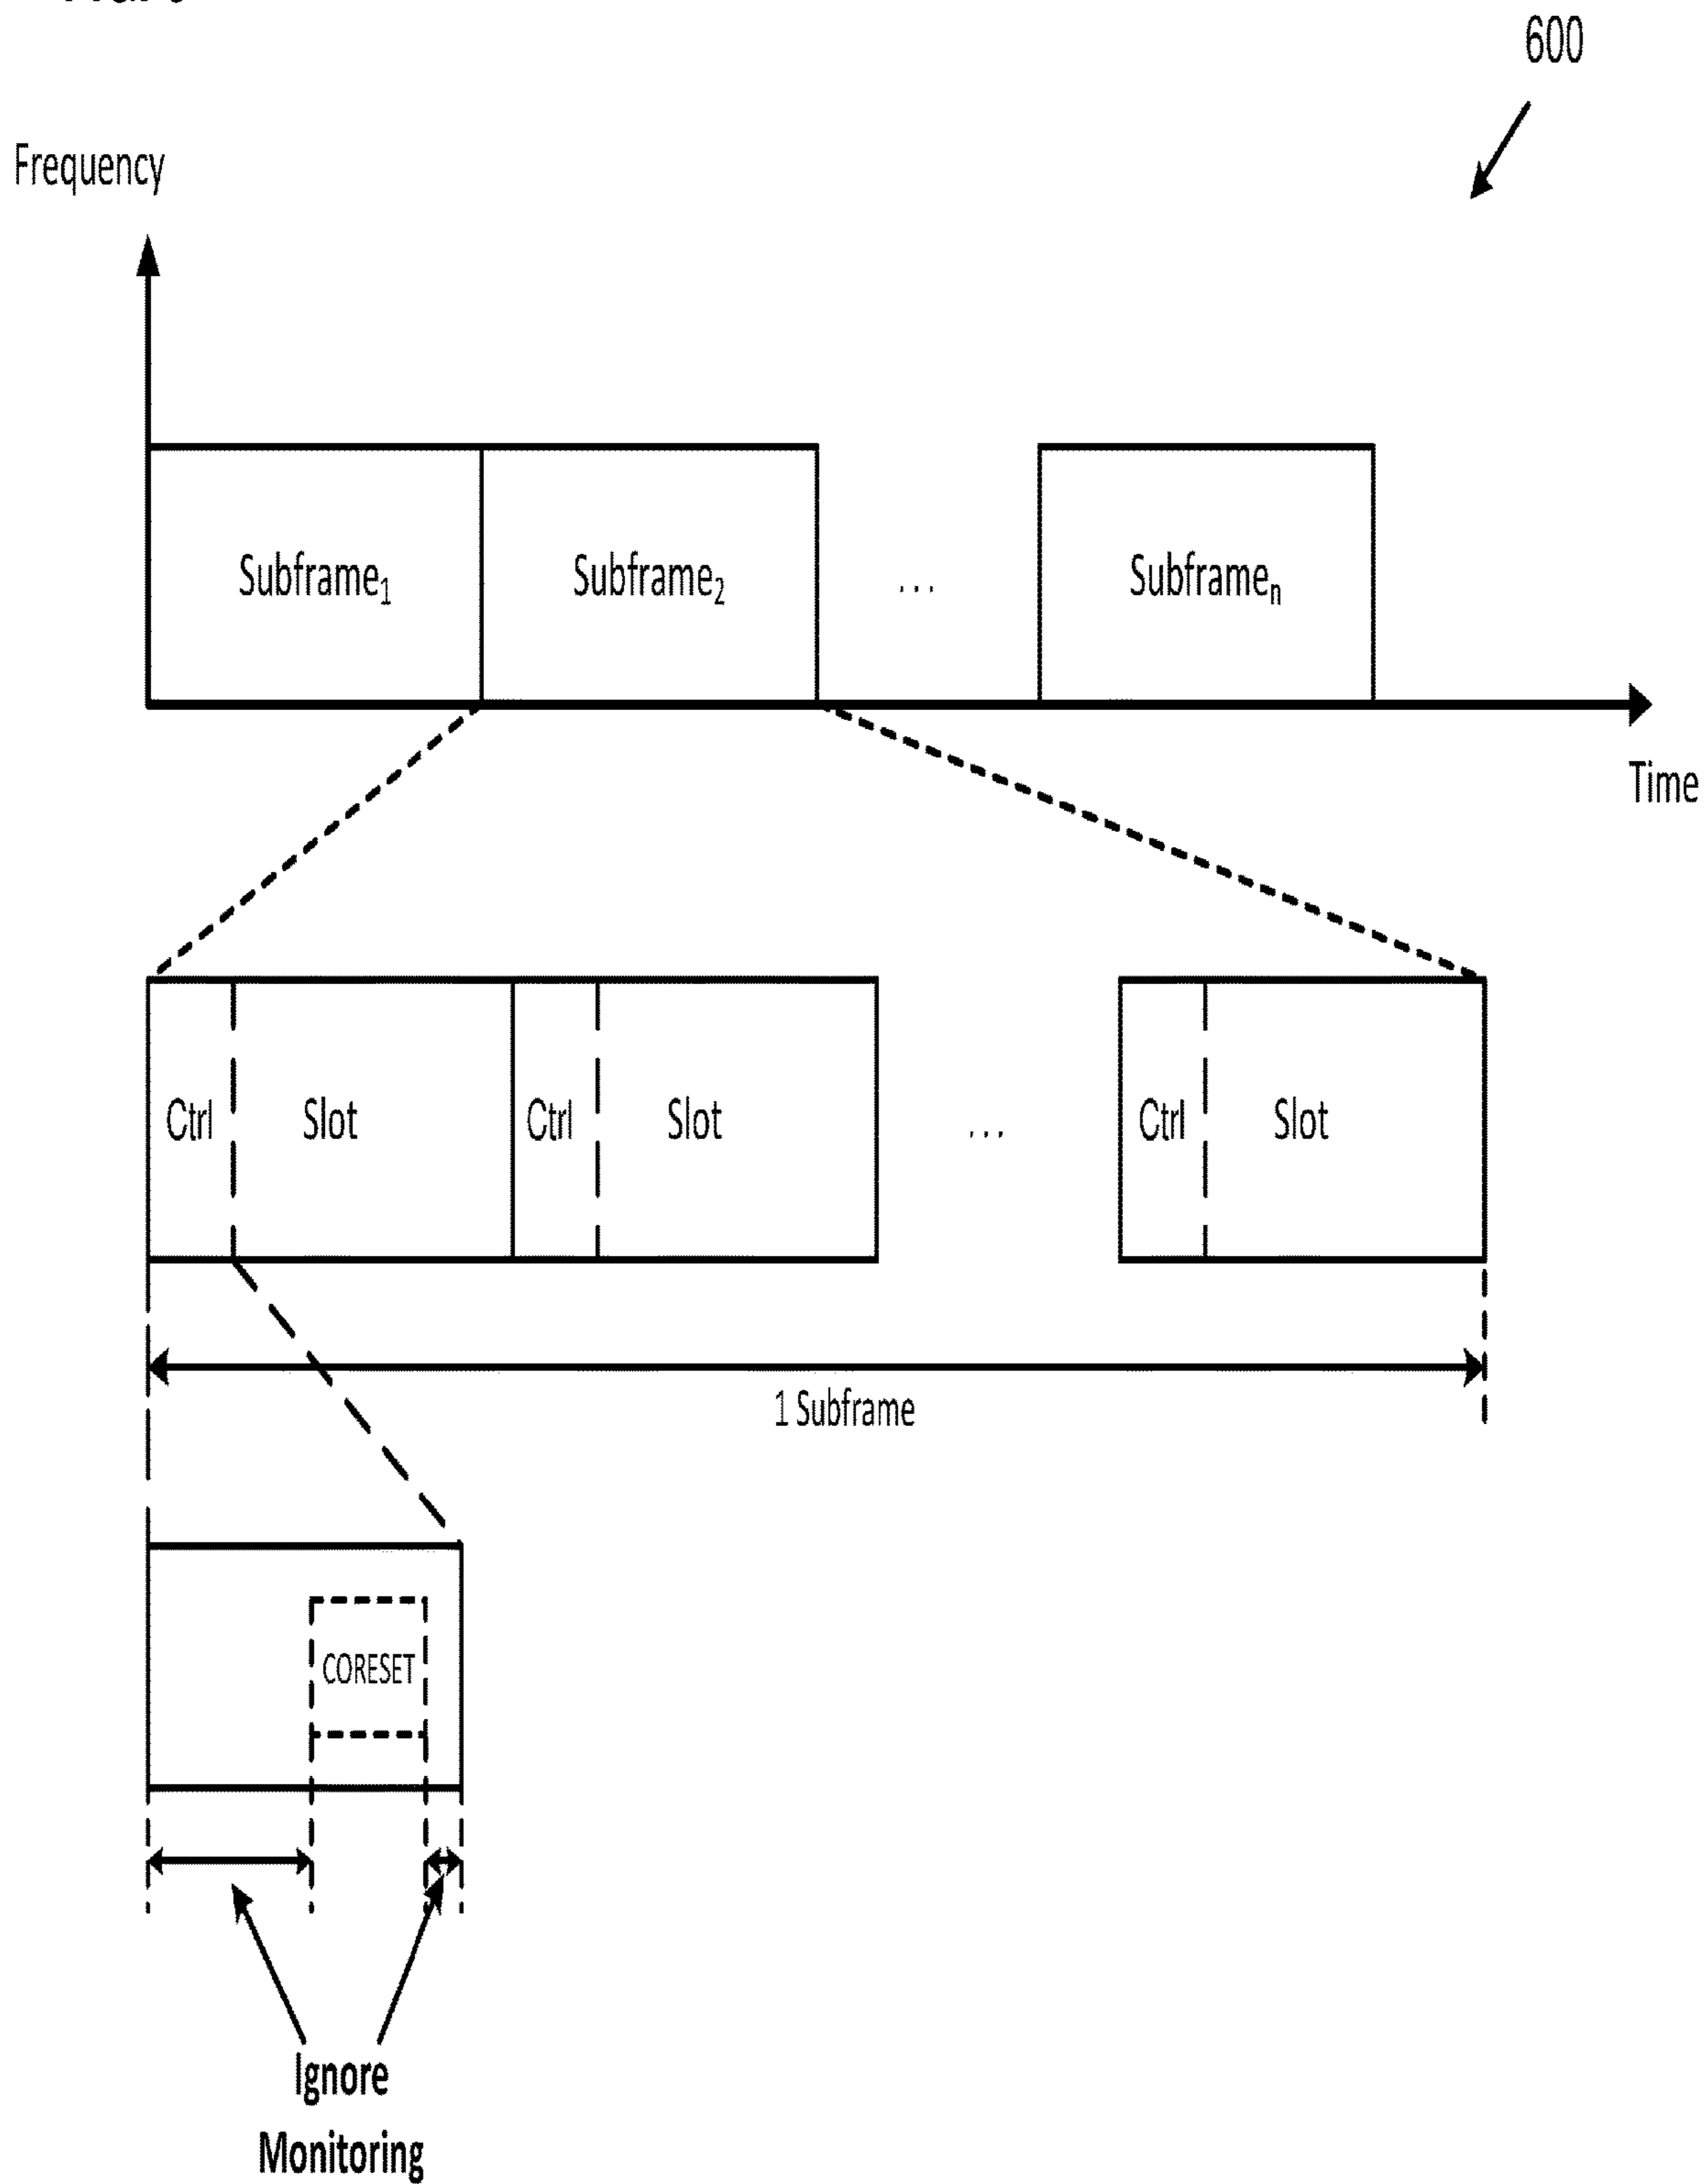 600
Frequency
Subframe1 Subframe2 ... Subframen
Time
Ctrl Slot Ctrl Slot ... Ctrl Slot
1 Subframe
CORESET
Ignore
Monitoring